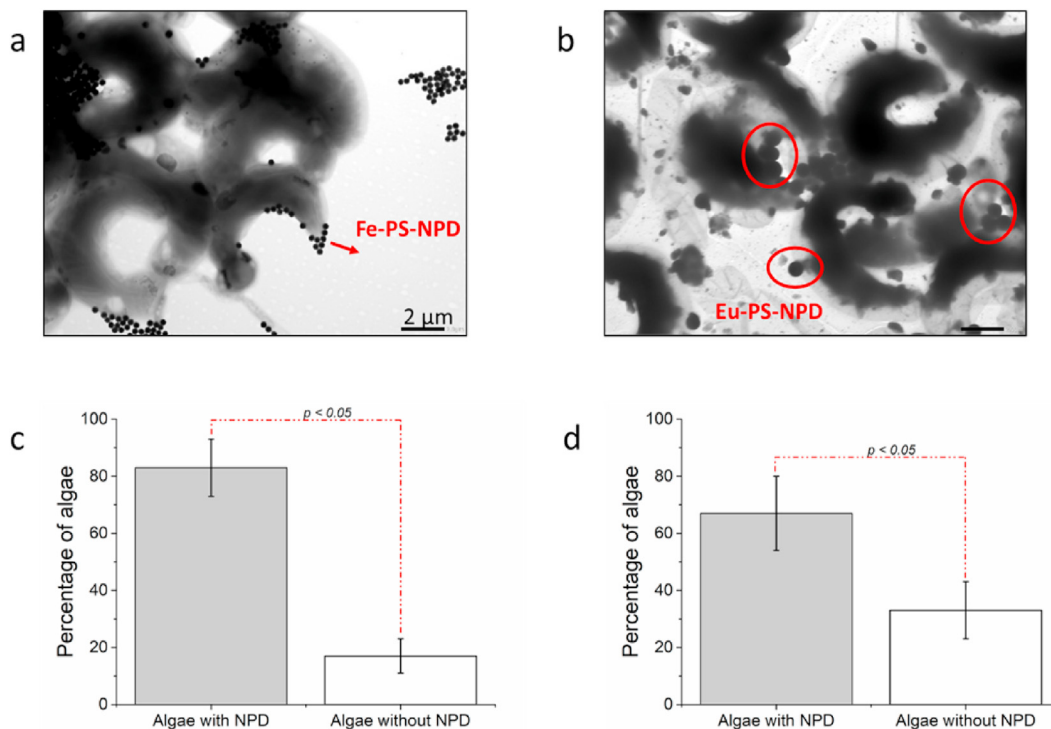 a
b
Fe-PS-NPD
2 μm
Eu-PS-NPD
c
d
100
80
60
40
20
0
Percentage of algae
p < 0.05
Algae with NPD
Algae without NPD
100
80
60
40
20
0
Percentage of algae
p < 0.05
Algae with NPD
Algae without NPD